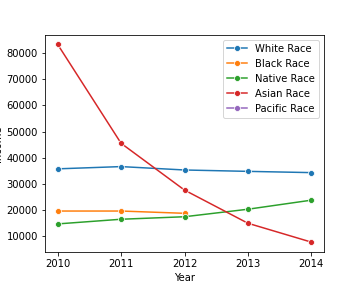 White Race
Black Race
Native Race
Asian Race
Pacific Race
80000
70000
60000
50000
40000
30000
20000
10000
2010 2011 2012 2013 2014
Year